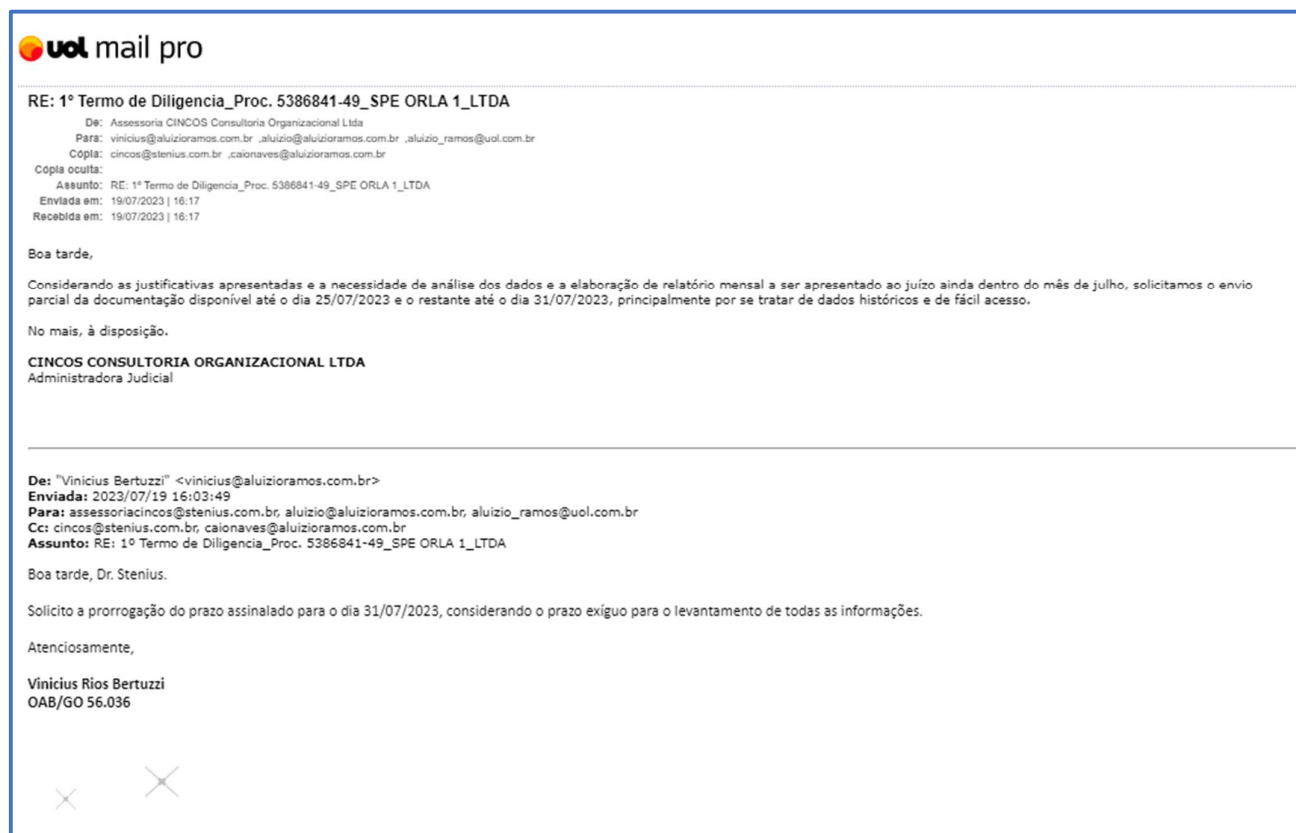 uol mail pro
RE: 1º Termo de Diligencia_Proc. 5386841-49_SPE ORLA 1_LTDA
De: Assessoria CINCOS Consultoria Organizacional Ltda
Para: vinicius@aluizioramos.com.br ,aluizio@aluizioramos.com.br ,aluizio_ramos@uol.com.br
Cópia: cincos@stenius.com.br ,caionaves@aluizioramos.com.br
Cópia oculta:
Assunto: RE: 1º Termo de Diligencia_Proc. 5386841-49_SPE ORLA 1_LTDA
Enviada em: 19/07/2023 | 16:17
Recebida em: 19/07/2023 | 16:17
Boa tarde,
Considerando as justificativas apresentadas e a necessidade de análise dos dados e a elaboração de relatório mensal a ser apresentado ao juízo ainda dentro do mês de julho, solicitamos o envio
parcial da documentação disponível até o dia 25/07/2023 e o restante até o dia 31/07/2023, principalmente por se tratar de dados históricos e de fácil acesso.
No mais, à disposição.
CINCOS CONSULTORIA ORGANIZACIONAL LTDA
Administradora Judicial
De: "Vinicius Bertuzzi" <vinicius@aluizioramos.com.br>
Enviada: 2023/07/19 16:03:49
Para: assessoriacincos@stenius.com.br, aluizio@aluizioramos.com.br, aluizio_ramos@uol.com.br
Cc: cincos@stenius.com.br, caionaves@aluizioramos.com.br
Assunto: RE: 1º Termo de Diligencia_Proc. 5386841-49_SPE ORLA 1_LTDA
Boa tarde, Dr. Stenius.
Solicito a prorrogação do prazo assinalado para o dia 31/07/2023, considerando o prazo exíguo para o levantamento de todas as informações.
Atenciosamente,
Vinicius Rios Bertuzzi
OAB/GO 56.036